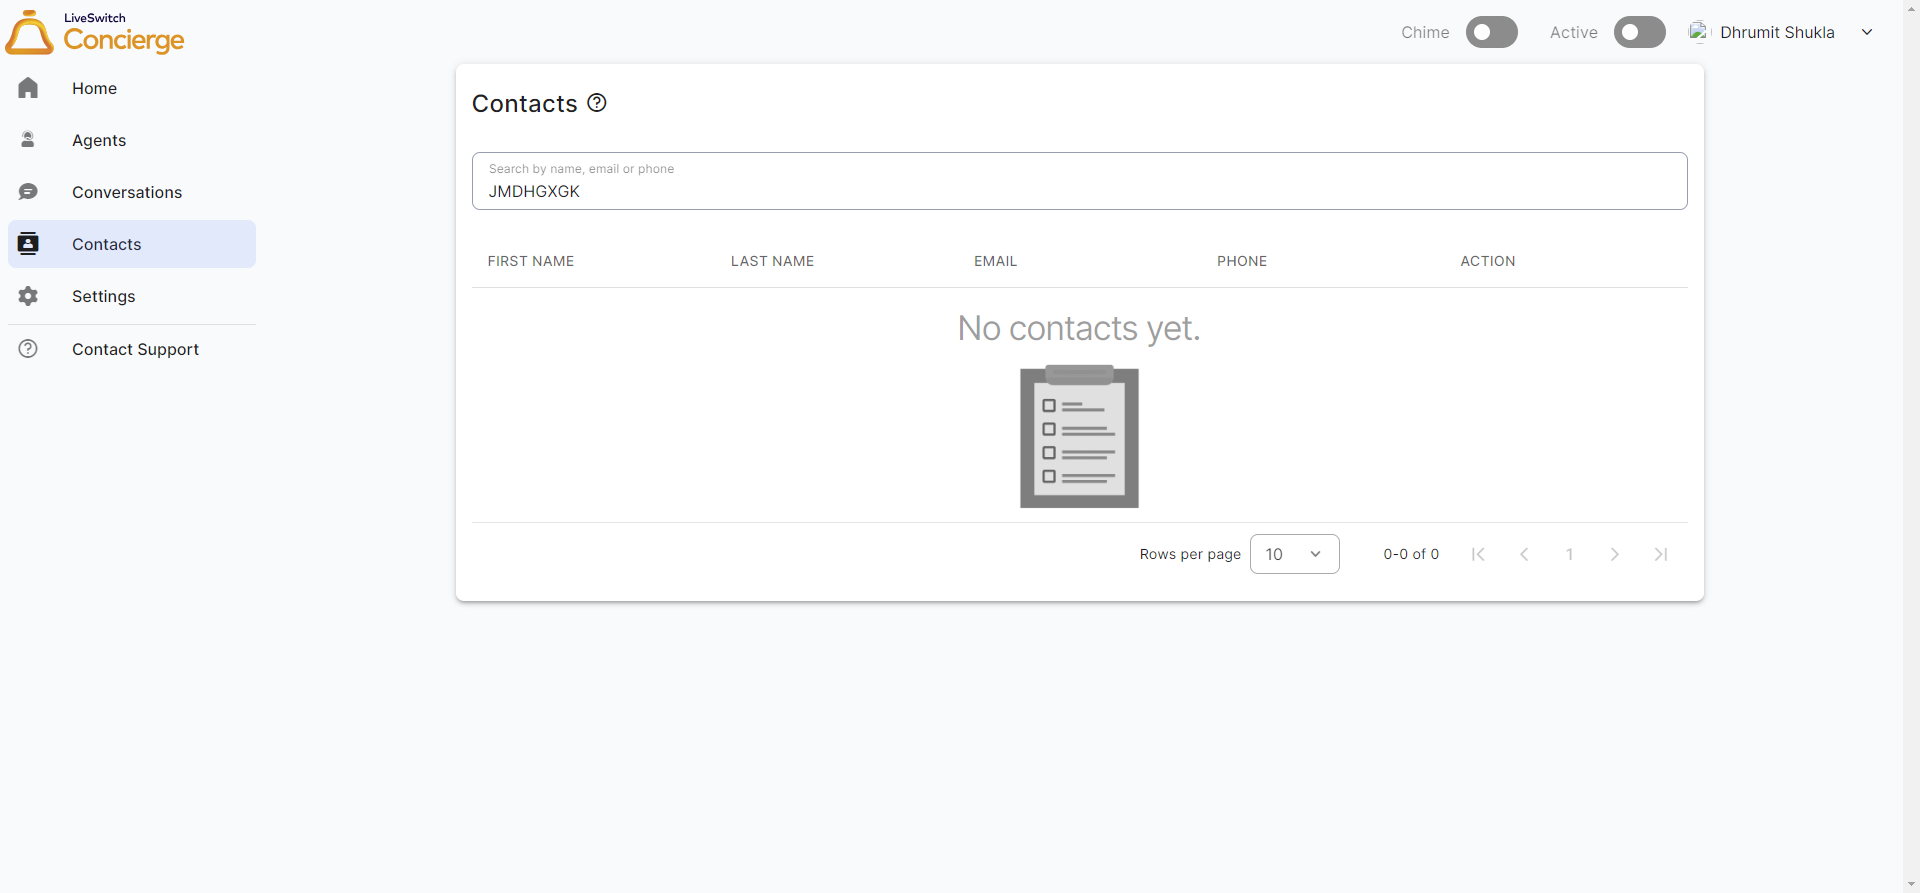 LiveSwitch
Concierge
Chime
Active
Dhrumit Shukla
Home
Agents
Conversations
Contacts
Settings
Contact Support
Contacts
Search by name, email or phone
JMDHGXGK
FIRST NAME LAST NAME EMAIL PHONE ACTION
No contacts yet.
Rows per page 10 0-0 of 0 1